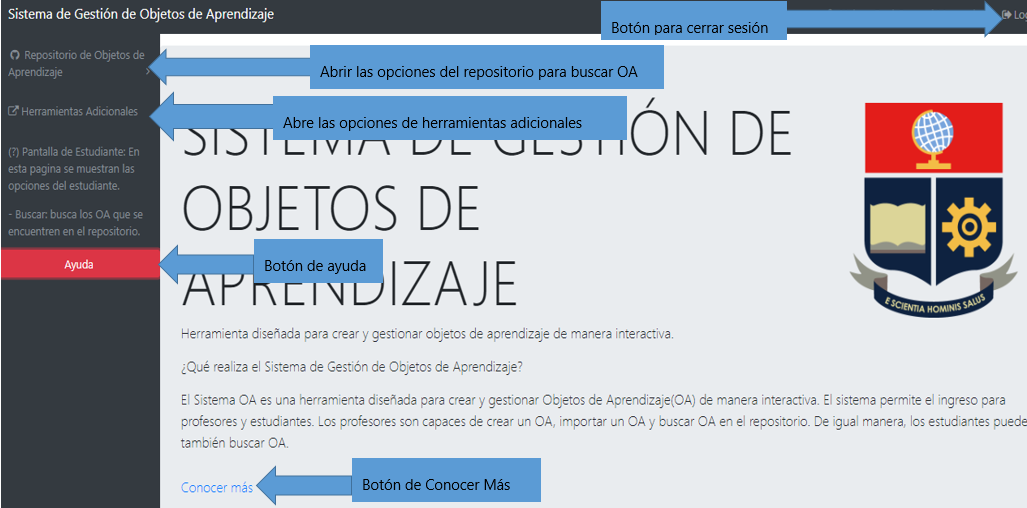 Sistema de Gestión de Objetos de Aprendizaje
Botón para cerrar sesión
Repositorio de Objetos de
Aprendizaje
Abrir las opciones del repositorio para buscar OA
Herramientas Adicionales
Abre las opciones de herramientas adicionales
(?) Pantalla de Estudiante: En
esta pagina se muestran las
opciones del estudiante.
- Buscar: busca los OA que se
encuentren en el repositorio.
Ayuda
Botón de ayuda
SISTEMA DE GESTIÓN DE
OBJETOS DE
APRENDIZAJE
E SCIENTIA HOMINIS SALUS
Herramienta diseñada para crear y gestionar objetos de aprendizaje de manera interactiva.
¿Qué realiza el Sistema de Gestión de Objetos de Aprendizaje?
El Sistema OA es una herramienta diseñada para crear y gestionar Objetos de Aprendizaje(OA) de manera interactiva. El sistema permite el ingreso para
profesores y estudiantes. Los profesores son capaces de crear un OA, importar un OA y buscar OA en el repositorio. De igual manera, los estudiantes puede
también buscar OA.
Conocer más
Botón de Conocer Más